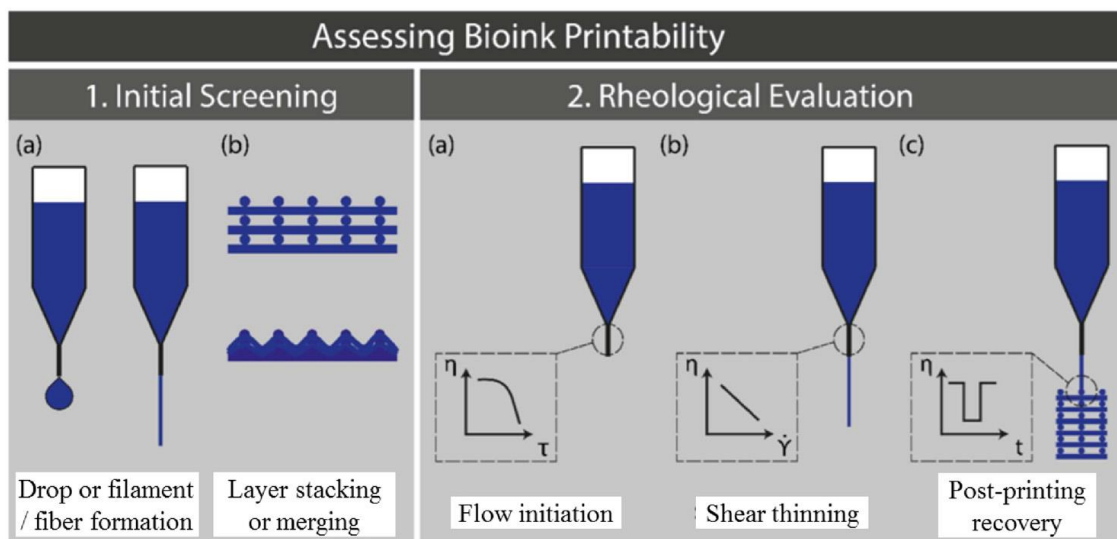 Assessing Bioink Printability
1. Initial Screening
2. Rheological Evaluation
(a)
(b)
(a)
(b)
(c)
η
τ
η
γ̇
η
t
Drop or filament
/ fiber formation
Layer stacking
or merging
Flow initiation
Shear thinning
Post-printing
recovery